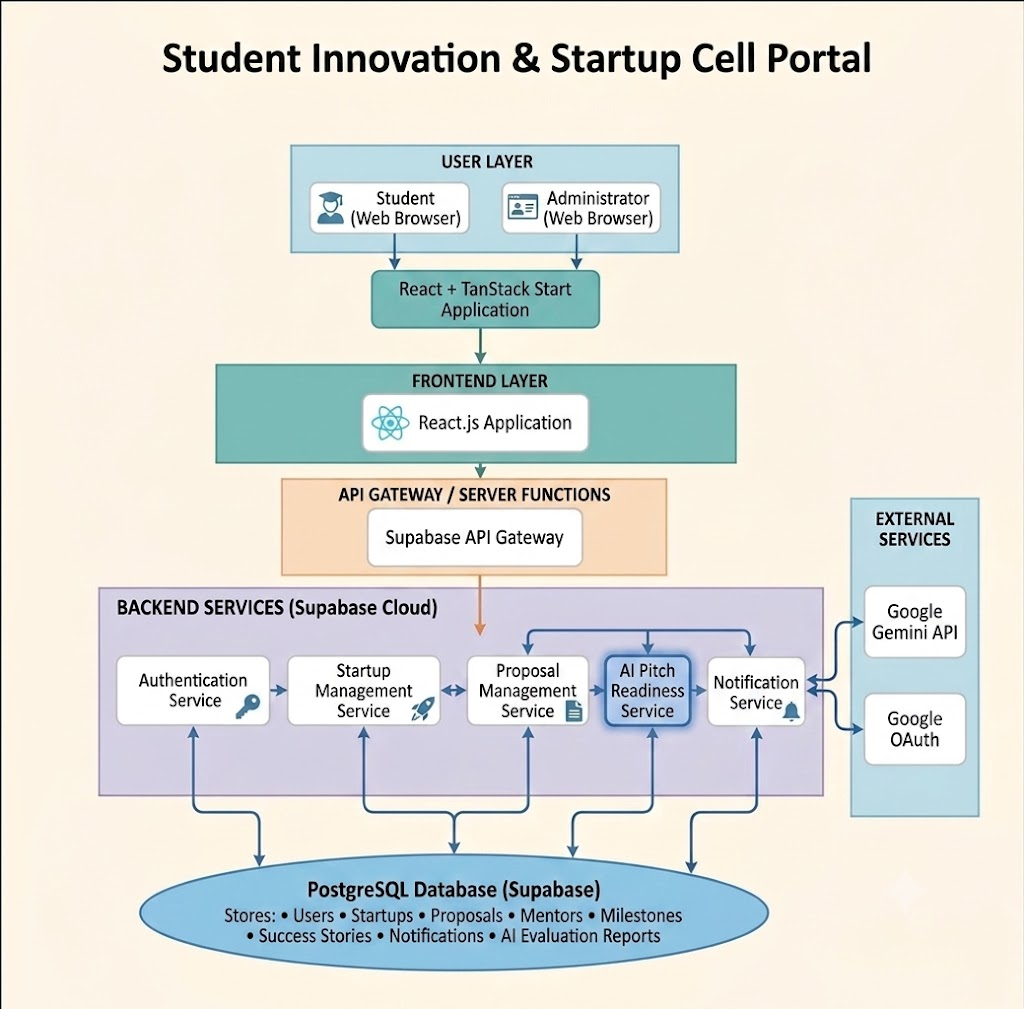 Student Innovation & Startup Cell Portal
USER LAYER
Student
(Web Browser)
Administrator
(Web Browser)
React + TanStack Start
Application
FRONTEND LAYER
React.js Application
API GATEWAY / SERVER FUNCTIONS
Supabase API Gateway
EXTERNAL
SERVICES
Google
Gemini API
Google
OAuth
BACKEND SERVICES (Supabase Cloud)
Authentication
Service
Startup
Management
Service
Proposal
Management
Service
AI Pitch
Readiness
Service
Notification
Service
PostgreSQL Database (Supabase)
Stores: • Users • Startups • Proposals • Mentors • Milestones
• Success Stories • Notifications • AI Evaluation Reports